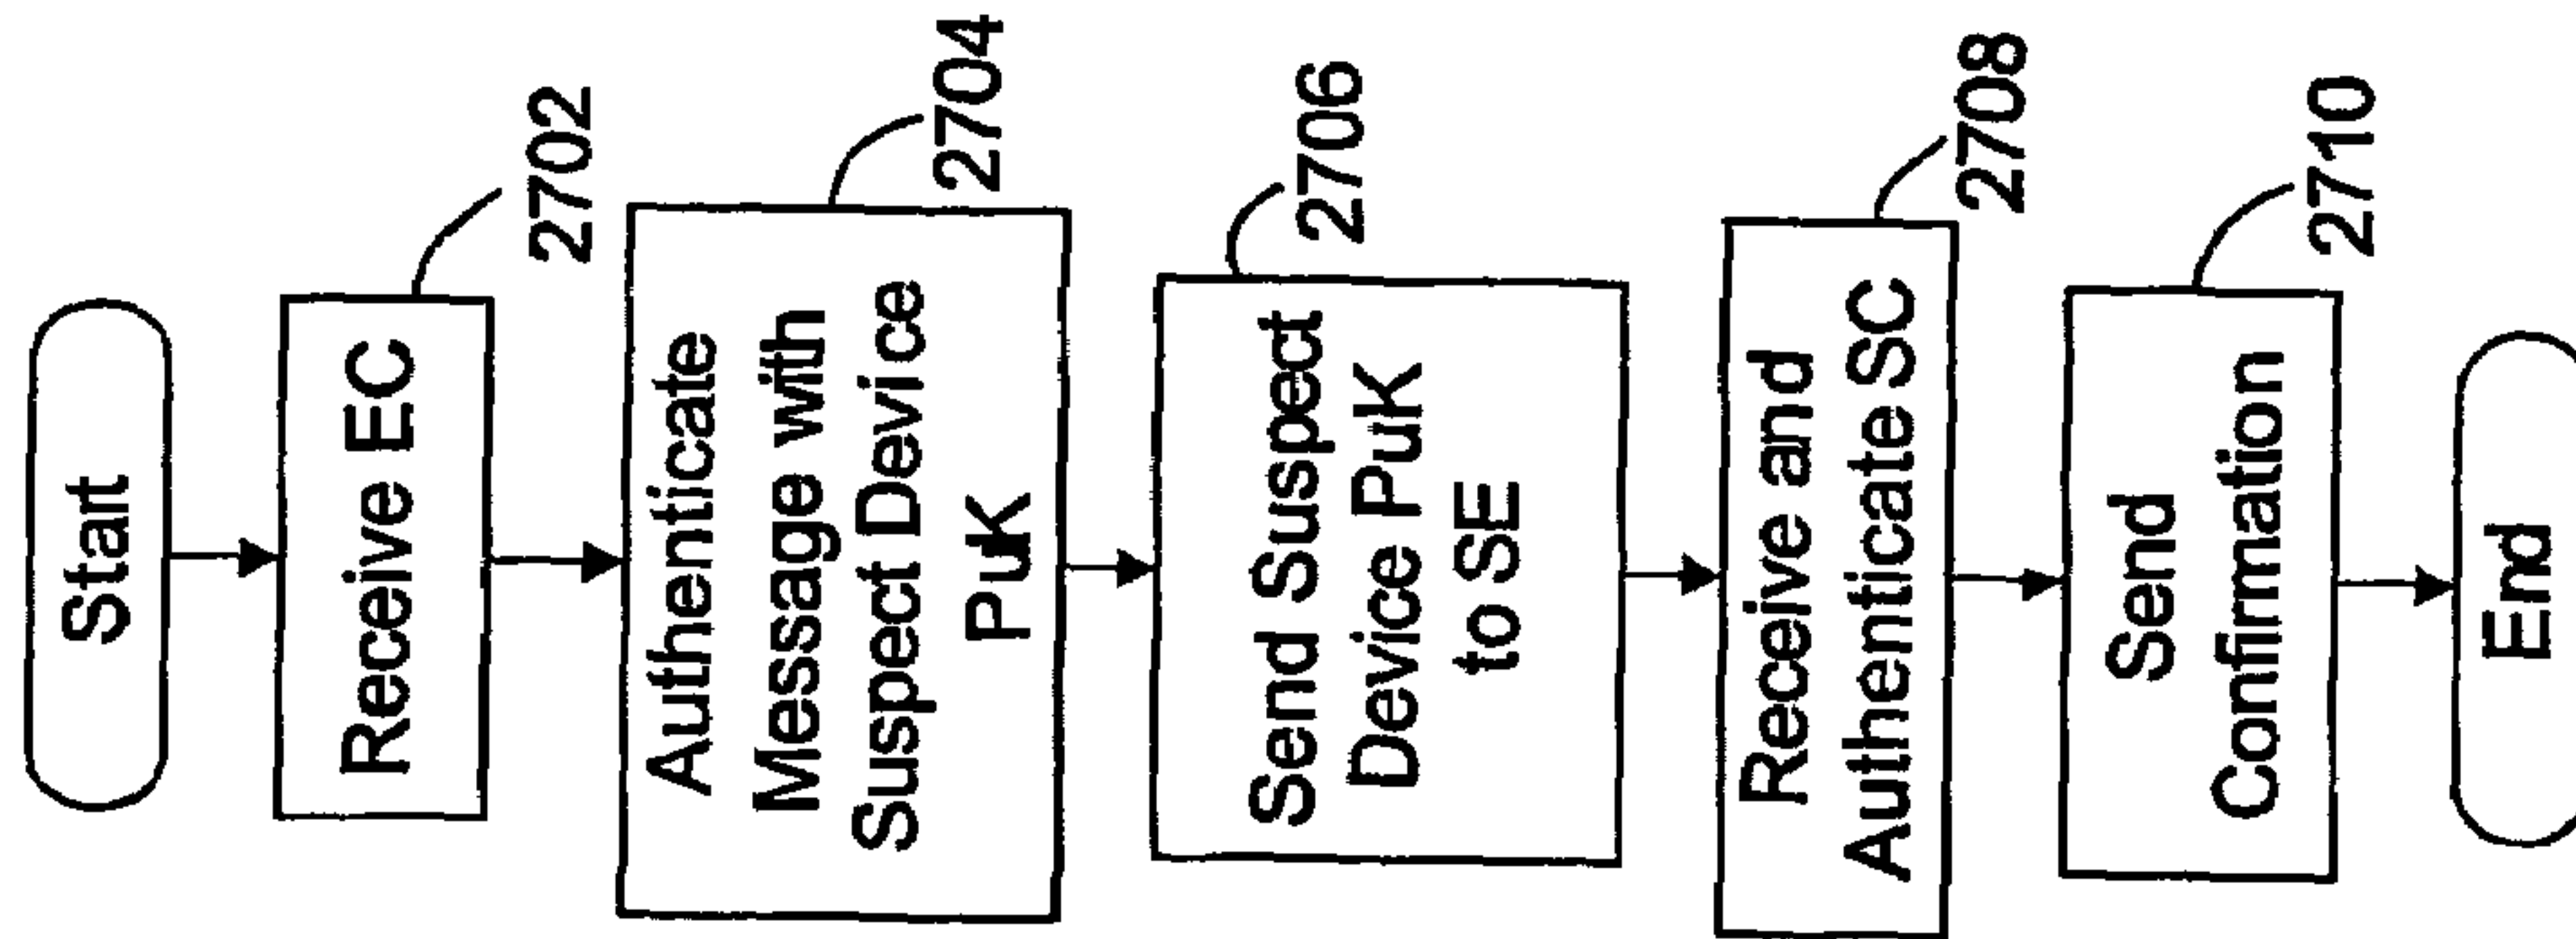 Start
Receive EC
2702
Authenticate
Message with
Suspect Device
PuK
2704
Send Suspect
Device PuK
to SE
2706
Receive and
Authenticate SC
2708
Send
Confirmation
2710
End